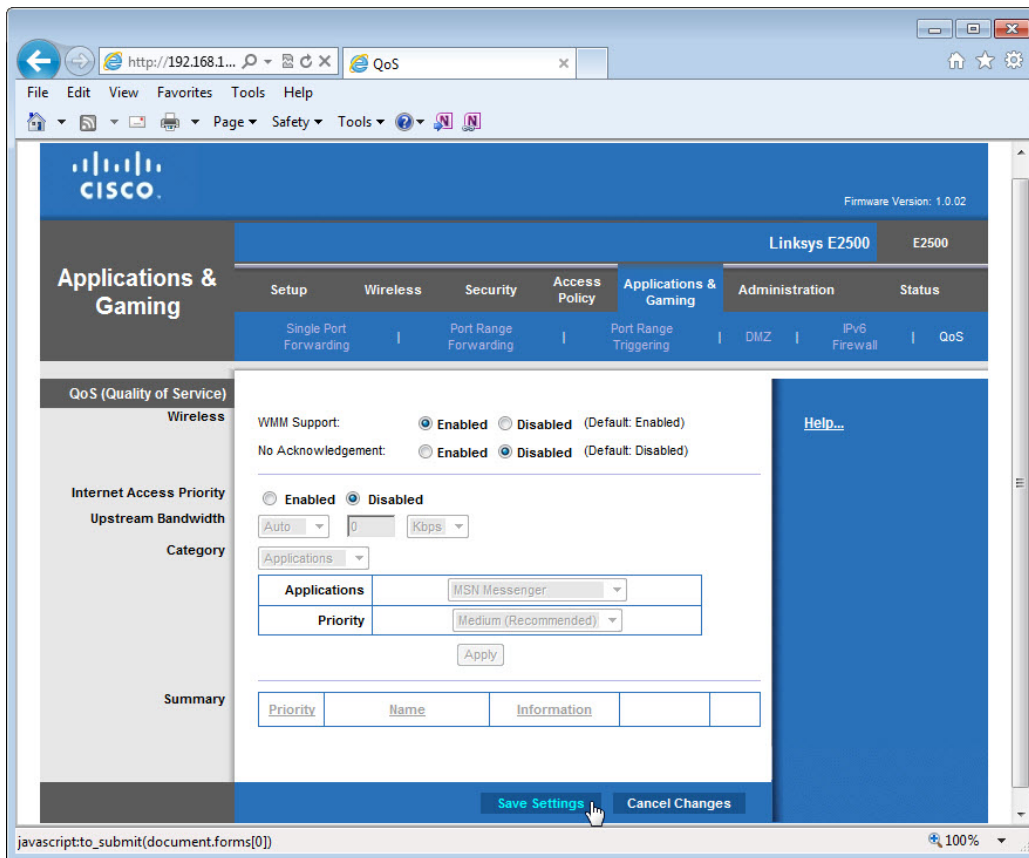 http://192.168.1... QoS
File Edit View Favorites Tools Help
Page Safety Tools
CISCO.
Firmware Version: 1.0.02
Linksys E2500 E2500
Applications & Gaming
Setup Wireless Security Access Policy Applications & Gaming Administration Status
Single Port Forwarding | Port Range Forwarding | Port Range Triggering | DMZ | IPv6 Firewall | QoS
QoS (Quality of Service)
Wireless
WMM Support: Enabled Disabled (Default: Enabled)
Help...
No Acknowledgement: Enabled Disabled (Default: Disabled)
Internet Access Priority Enabled Disabled
Upstream Bandwidth Auto 0 Kbps
Category Applications
Applications MSN Messenger
Priority Medium (Recommended)
Apply
Summary
Priority Name Information
Save Settings Cancel Changes
javascript:to_submit(document.forms[0]) 100%